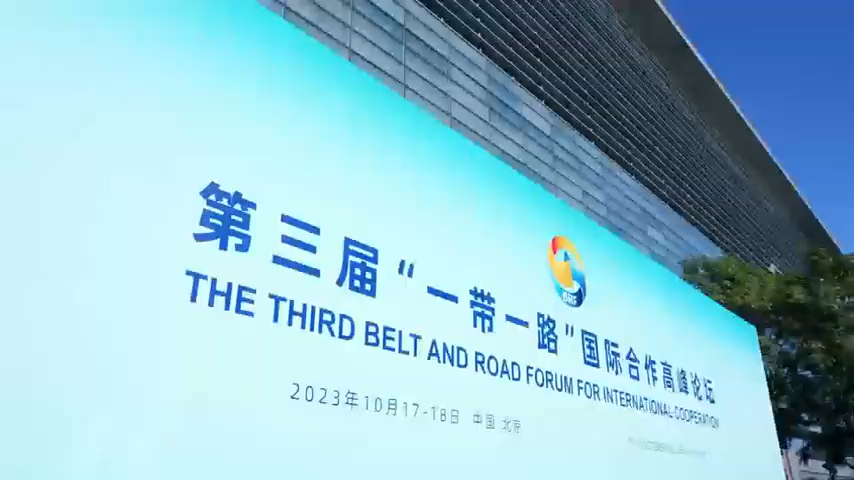 第三届“一带一路”国际合作高峰论坛
THE THIRD BELT AND ROAD FORUM FOR INTERNATIONAL COOPERATION
2023年10月17-18日 中国 北京
BRF